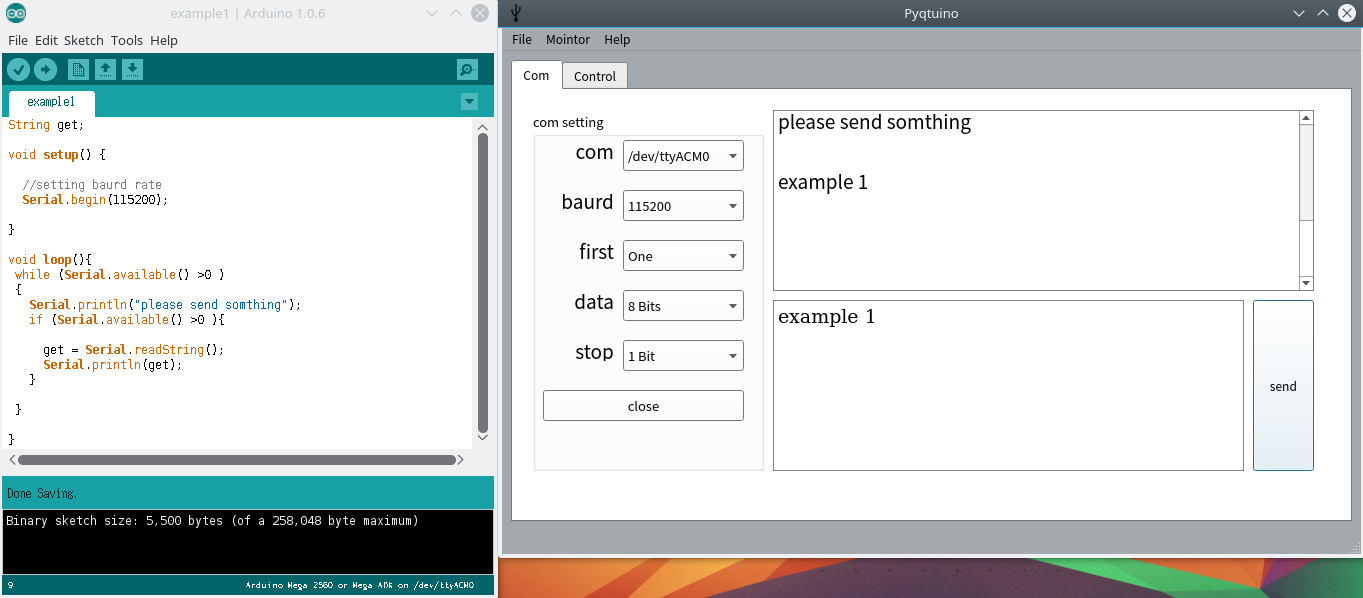 example1 | Arduino 1.0.6
File Edit Sketch Tools Help
example1
String get;
void setup() {
//setting baurd rate
Serial.begin(115200);
}
void loop(){
while (Serial.available() >0 )
{
Serial.println("please send somthing");
if (Serial.available() >0 ){
get = Serial.readString();
Serial.println(get);
}
}
}
Done Saving.
Binary sketch size: 5,500 bytes (of a 258,048 byte maximum)
9
Arduino Mega 2560 or Mega ADK on /dev/ttyACM0
Pyqtuino
File Mointor Help
Com Control
com setting
com /dev/ttyACM0
baurd 115200
first One
data 8 Bits
stop 1 Bit
close
please send somthing
example 1
example 1
send